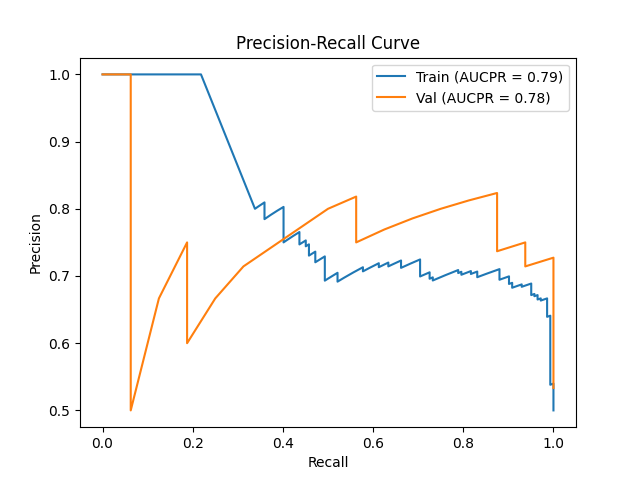 Precision-Recall Curve
Train (AUCPR = 0.79)
Val (AUCPR = 0.78)
Precision
1.0
0.9
0.8
0.7
0.6
0.5
0.0 0.2 0.4 0.6 0.8 1.0
Recall